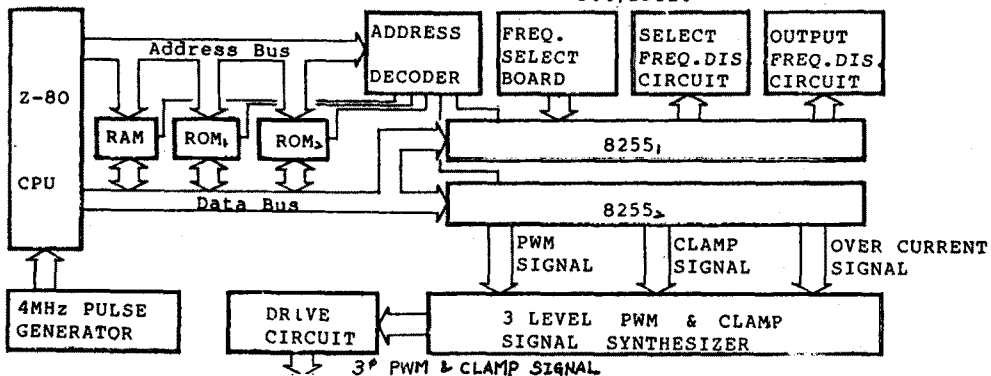 ADDRESS
DECODER
FREQ.
SELECT
BOARD
SELECT
FREQ.DIS
CIRCUIT
OUTPUT
FREQ.DIS.
CIRCUIT
Address Bus
Z-80
CPU
RAM
ROM₁
ROM₂
8255₁
8255₂
Data Bus
PWM
SIGNAL
CLAMP
SIGNAL
OVER CURRENT
SIGNAL
4MHz PULSE
GENERATOR
DRIVE
CIRCUIT
3 LEVEL PWM & CLAMP
SIGNAL SYNTHESIZER
3ᶲ PWM & CLAMP SIGNAL